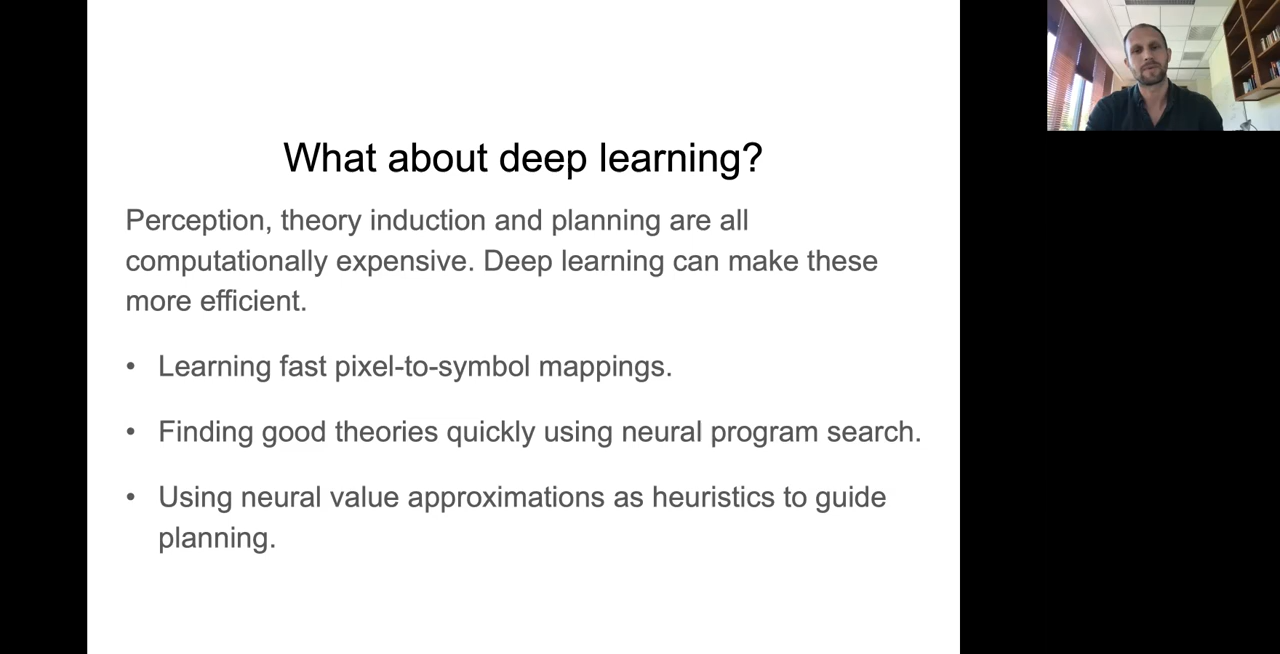 What about deep learning?
Perception, theory induction and planning are all
computationally expensive. Deep learning can make these
more efficient.
• Learning fast pixel-to-symbol mappings.
• Finding good theories quickly using neural program search.
• Using neural value approximations as heuristics to guide
planning.